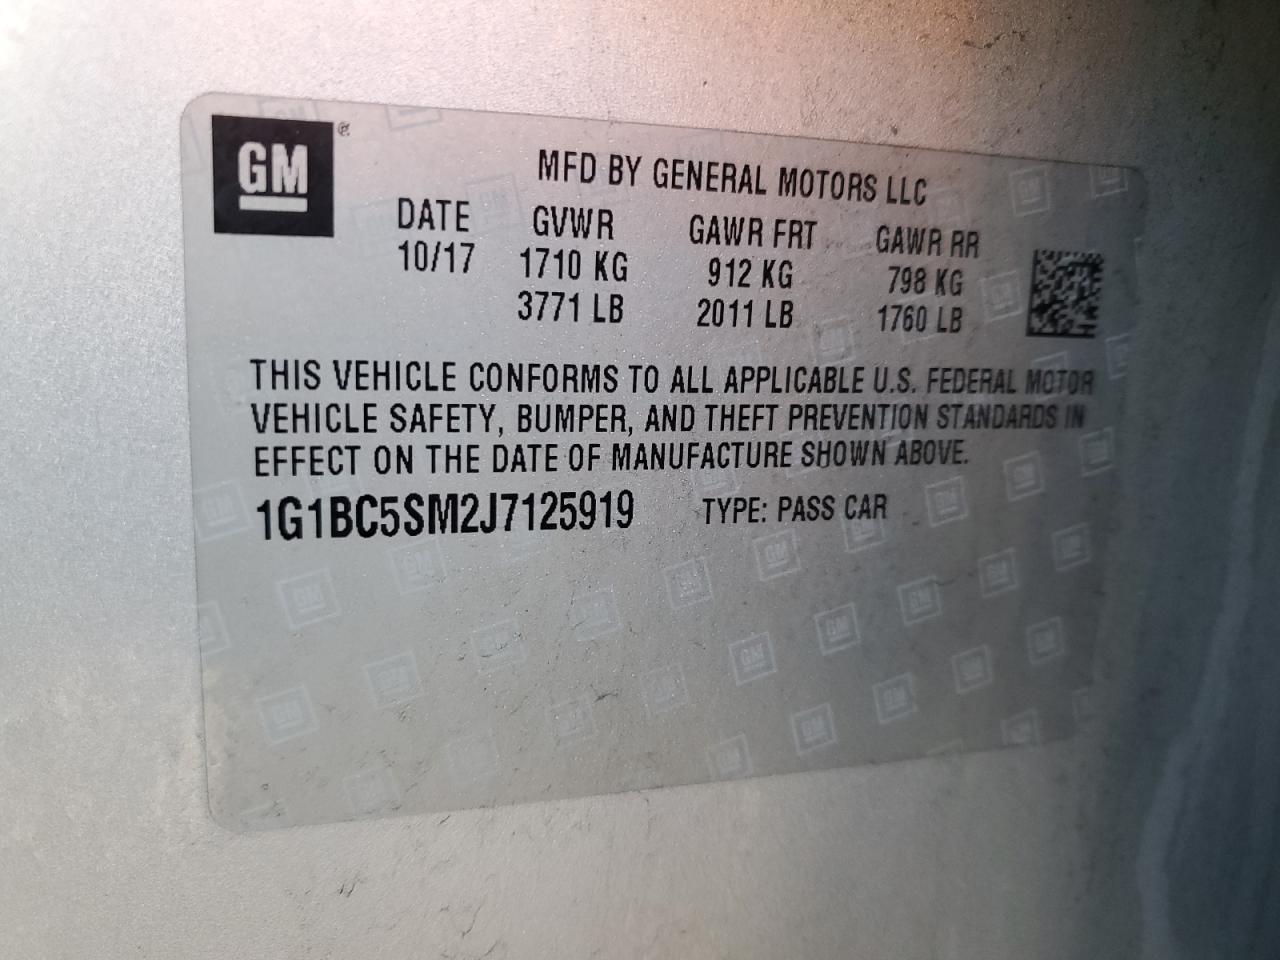 GM
MFD BY GENERAL MOTORS LLC
DATE GVWR GAWR FRT GAWR RR
10/17 1710 KG 912 KG 798 KG
3771 LB 2011 LB 1760 LB
THIS VEHICLE CONFORMS TO ALL APPLICABLE U.S. FEDERAL MOTOR
VEHICLE SAFETY, BUMPER, AND THEFT PREVENTION STANDARDS IN
EFFECT ON THE DATE OF MANUFACTURE SHOWN ABOVE.
1G1BC5SM2J7125919 TYPE: PASS CAR